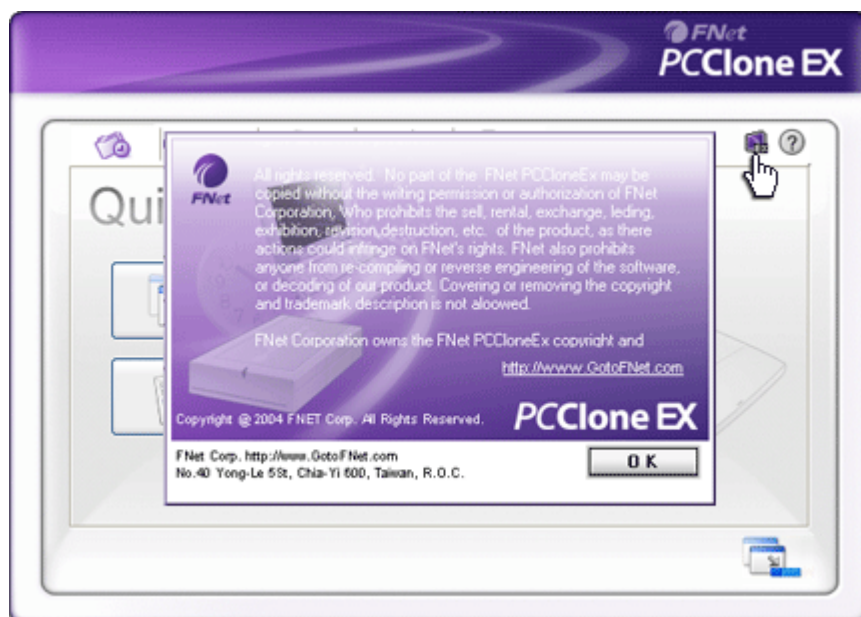 FNet
PCClone EX
?
Qui
FNet
All rights reserved. No part of the FNet PCCloneEx may be
copied without the writing permission or authorization of FNet
Corporation, Who prohibits the sell, rental, exchange, leding,
exhibition, revision,destruction, etc. of the product, as there
actions could infringe on FNet's rights. FNet also prohibits
anyone from re-compiling or reverse engineering of the software,
or decoding of our product. Covering or removing the copyright
and trademark description is not aloowed.
FNet Corporation owns the FNet PCCloneEx copyright and
http://www.GotoFNet.com
Copyright @ 2004 FNET Corp. All Rights Reserved.
PCClone EX
FNet Corp. http://www.GotoFNet.com
No.40 Yong-Le 5St, Chia-Yi 600, Taiwan, R.O.C.
OK